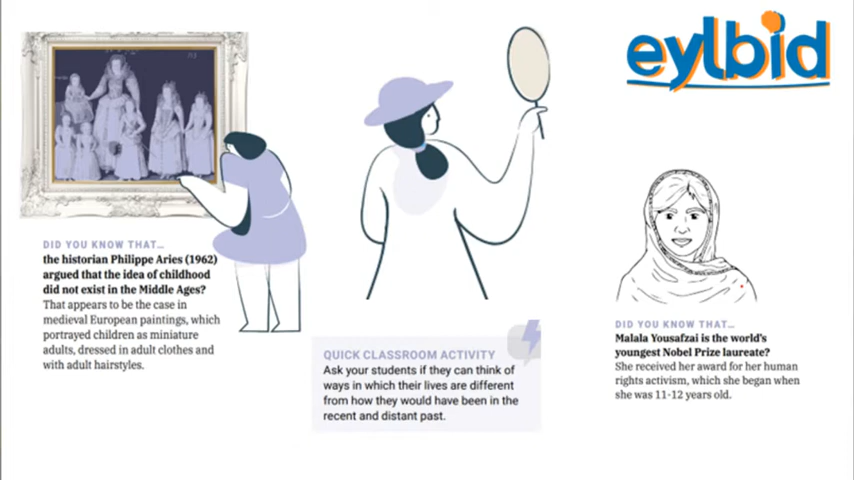 eylbid
DID YOU KNOW THAT...
the historian Philippe Aries (1962)
argued that the idea of childhood
did not exist in the Middle Ages?
That appears to be the case in
medieval European paintings, which
portrayed children as miniature
adults, dressed in adult clothes and
with adult hairstyles.
QUICK CLASSROOM ACTIVITY
Ask your students if they can think of
ways in which their lives are different
from how they would have been in the
recent and distant past.
DID YOU KNOW THAT...
Malala Yousafzai is the world's
youngest Nobel Prize laureate?
She received her award for her human
rights activism, which she began when
she was 11-12 years old.